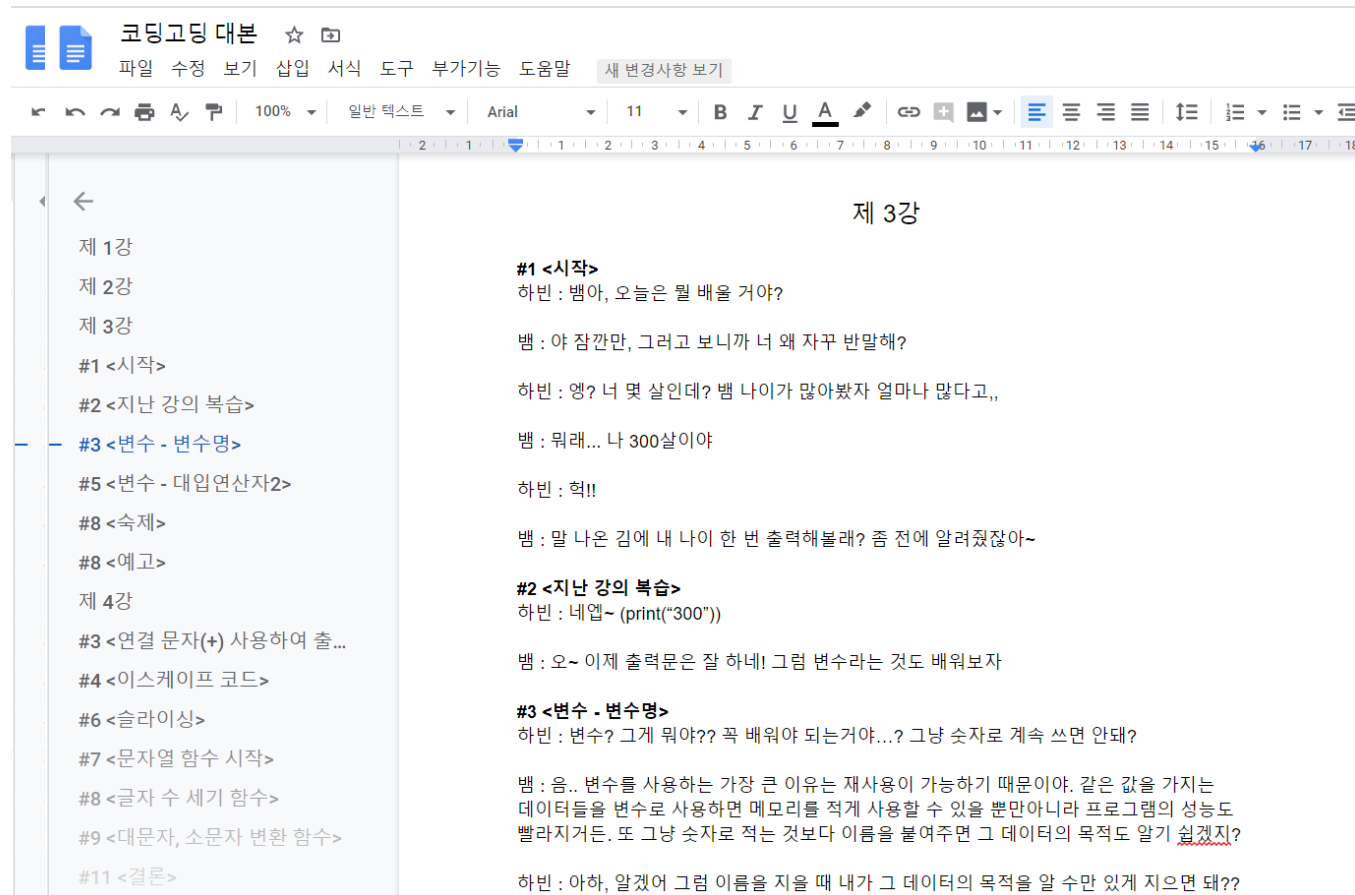 코딩고딩 대본
파일 수정 보기 삽입 서식 도구 부가기능 도움말 새 변경사항 보기
100% 일반 텍스트 Arial 11 B I U A
2 1 1 2 3 4 5 6 7 8 9 10 11 12 13 14 15 16 17 18
제 1강
제 2강
제 3강
#1 <시작>
#2 <지난 강의 복습>
#3 <변수 - 변수명>
#5 <변수 - 대입연산자2>
#8 <숙제>
#8 <예고>
제 4강
#3 <연결 문자(+) 사용하여 출...
#4 <이스케이프 코드>
#6 <슬라이싱>
#7 <문자열 함수 시작>
#8 <글자 수 세기 함수>
#9 <대문자, 소문자 변환 함수>
#11 <결론>
제 3강
#1 <시작>
하빈 : 뱀아, 오늘은 뭘 배울 거야?
뱀 : 야 잠깐만, 그러고 보니까 너 왜 자꾸 반말해?
하빈 : 엥? 너 몇 살인데? 뱀 나이가 많아봤자 얼마나 많다고,,
뱀 : 뭐래... 나 300살이야
하빈 : 헉!!
뱀 : 말 나온 김에 내 나이 한 번 출력해볼래? 좀 전에 알려줬잖아~
#2 <지난 강의 복습>
하빈 : 네엡~ (print(“300”))
뱀 : 오~ 이제 출력문은 잘 하네! 그럼 변수라는 것도 배워보자
#3 <변수 - 변수명>
하빈 : 변수? 그게 뭐야?? 꼭 배워야 되는거야…? 그냥 숫자로 계속 쓰면 안돼?
뱀 : 음.. 변수를 사용하는 가장 큰 이유는 재사용이 가능하기 때문이야. 같은 값을 가지는
데이터들을 변수로 사용하면 메모리를 적게 사용할 수 있을 뿐만아니라 프로그램의 성능도
빨라지거든. 또 그냥 숫자로 적는 것보다 이름을 붙여주면 그 데이터의 목적도 알기 쉽겠지?
하빈 : 아하, 알겠어 그럼 이름을 지을 때 내가 그 데이터의 목적을 알 수만 있게 지으면 돼??